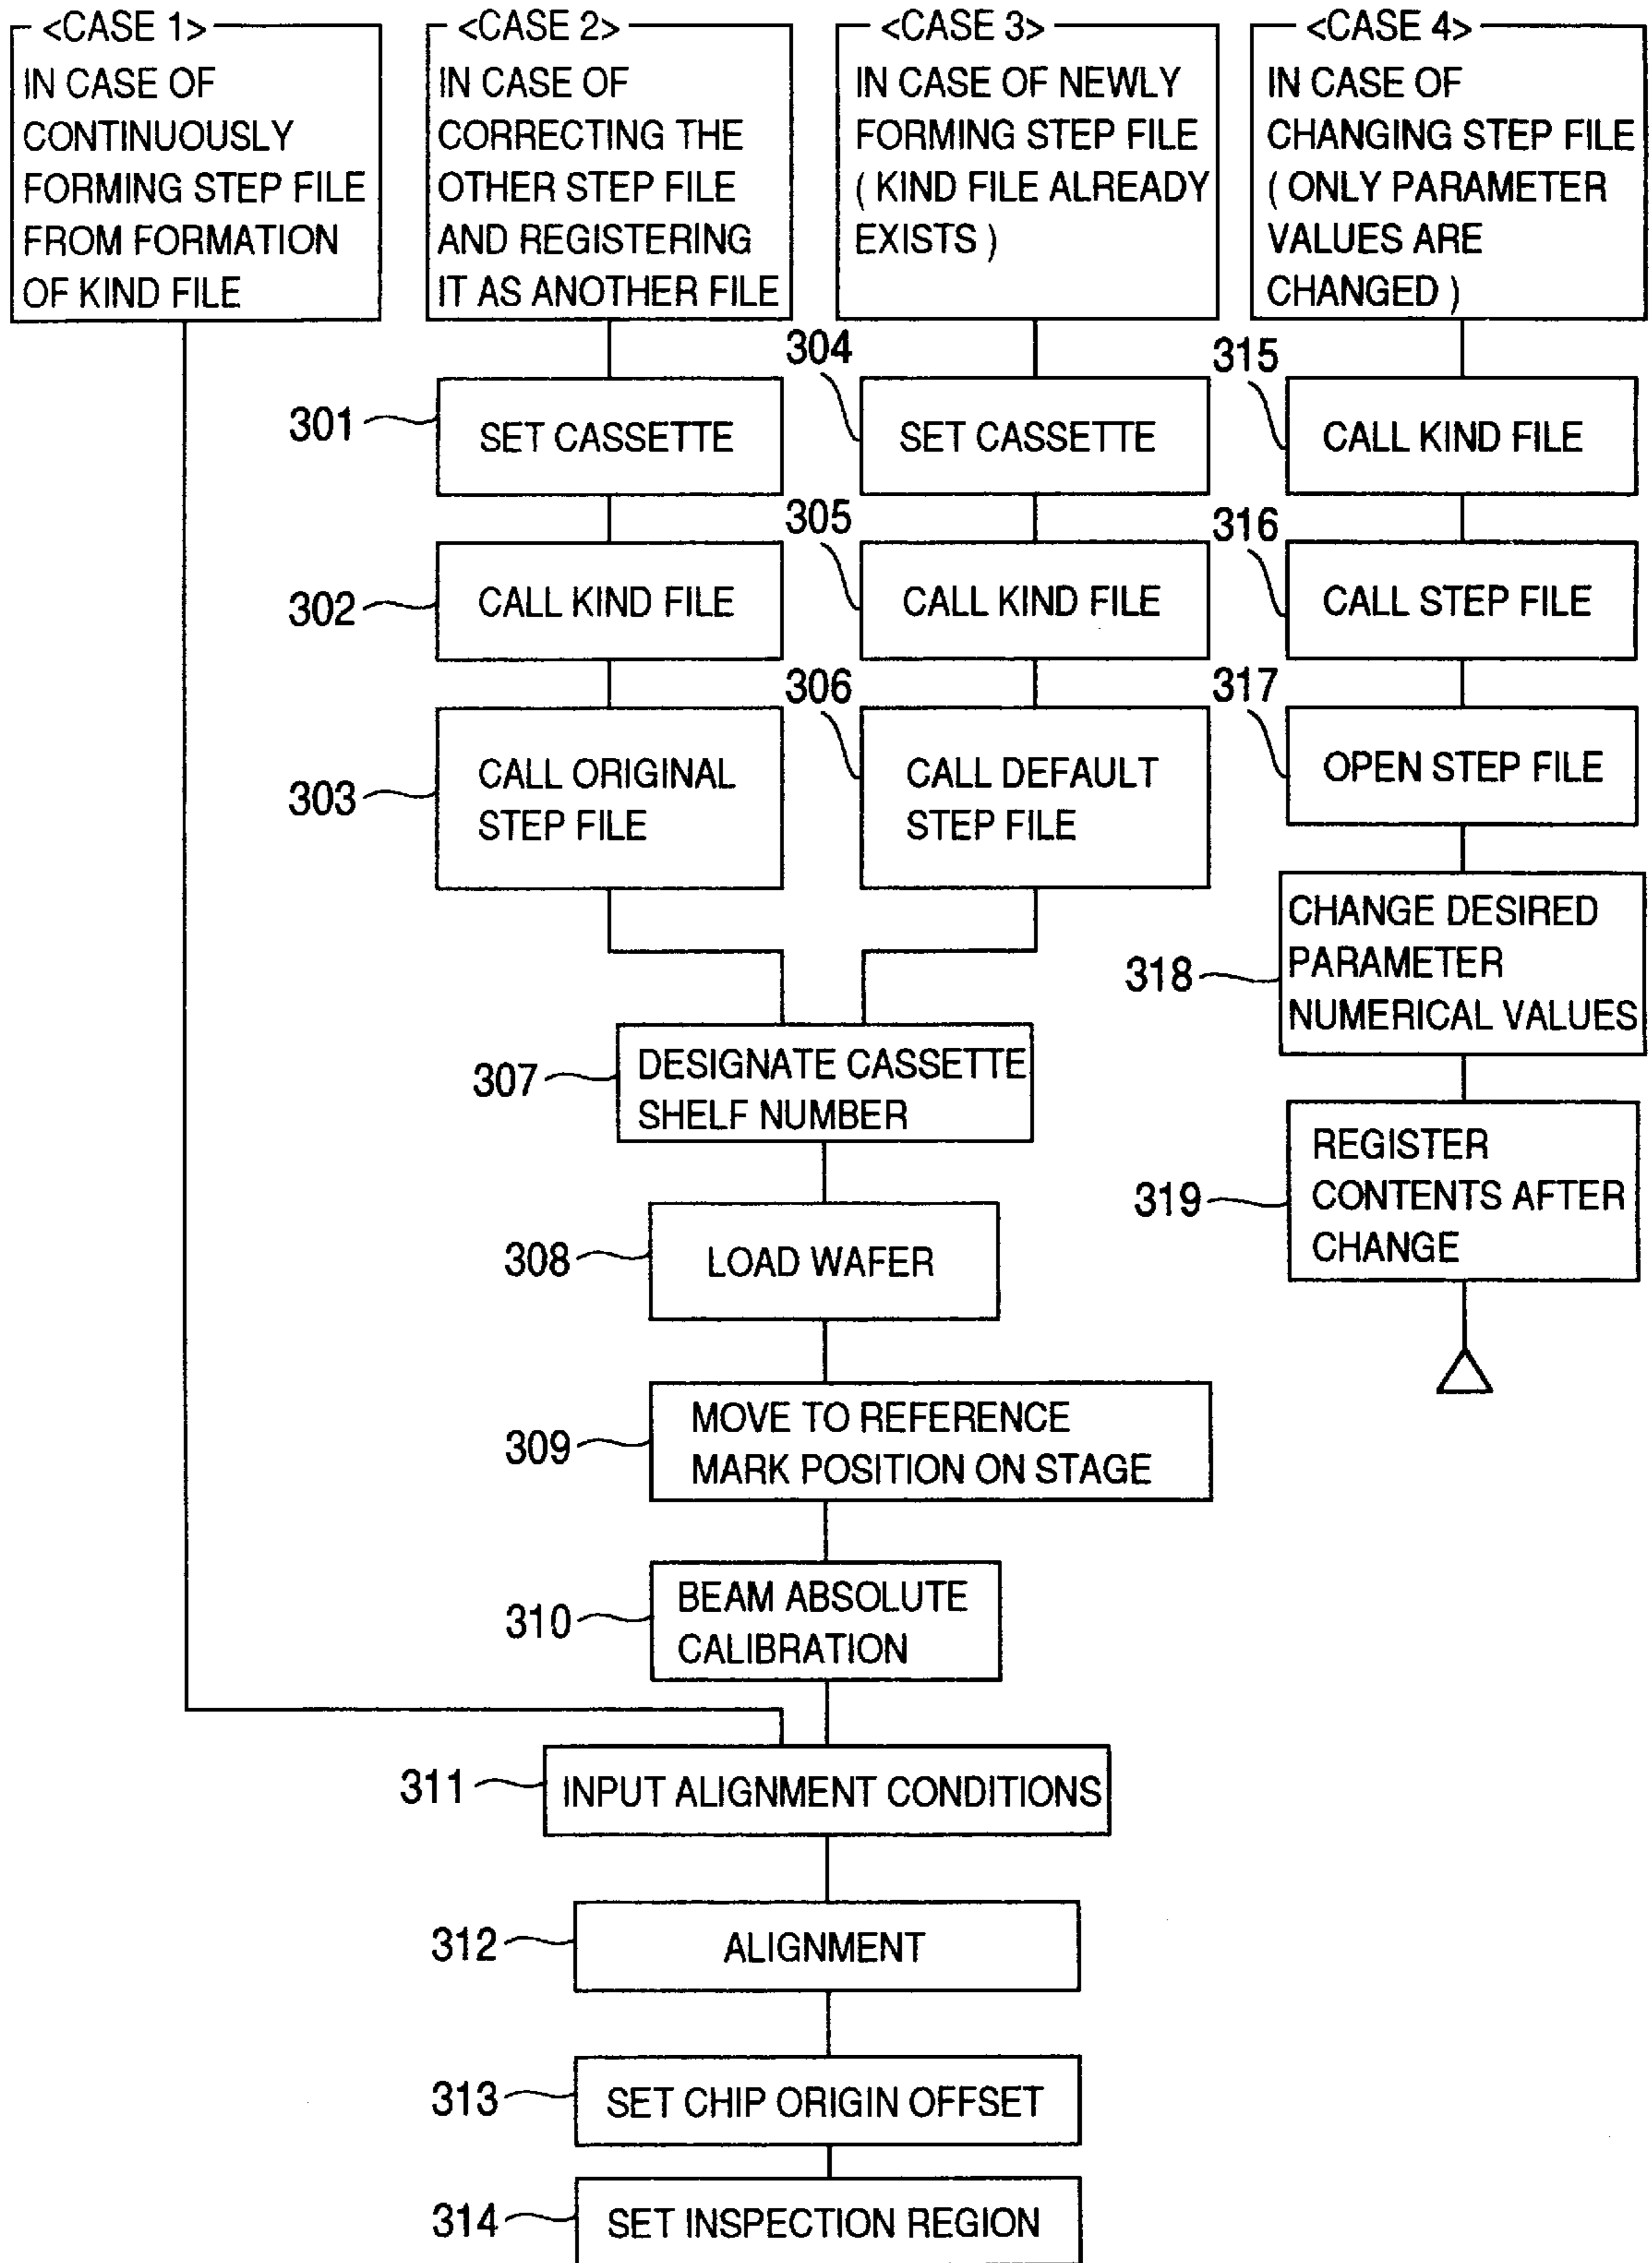 <CASE 1>
IN CASE OF
CONTINUOUSLY
FORMING STEP FILE
FROM FORMATION
OF KIND FILE
<CASE 2>
IN CASE OF
CORRECTING THE
OTHER STEP FILE
AND REGISTERING
IT AS ANOTHER FILE
<CASE 3>
IN CASE OF NEWLY
FORMING STEP FILE
( KIND FILE ALREADY
EXISTS )
<CASE 4>
IN CASE OF
CHANGING STEP FILE
( ONLY PARAMETER
VALUES ARE
CHANGED )
301
SET CASSETTE
302
CALL KIND FILE
303
CALL ORIGINAL
STEP FILE
304
SET CASSETTE
305
CALL KIND FILE
306
CALL DEFAULT
STEP FILE
315
CALL KIND FILE
316
CALL STEP FILE
317
OPEN STEP FILE
318
CHANGE DESIRED
PARAMETER
NUMERICAL VALUES
319
REGISTER
CONTENTS AFTER
CHANGE
307
DESIGNATE CASSETTE
SHELF NUMBER
308
LOAD WAFER
309
MOVE TO REFERENCE
MARK POSITION ON STAGE
310
BEAM ABSOLUTE
CALIBRATION
311
INPUT ALIGNMENT CONDITIONS
312
ALIGNMENT
313
SET CHIP ORIGIN OFFSET
314
SET INSPECTION REGION